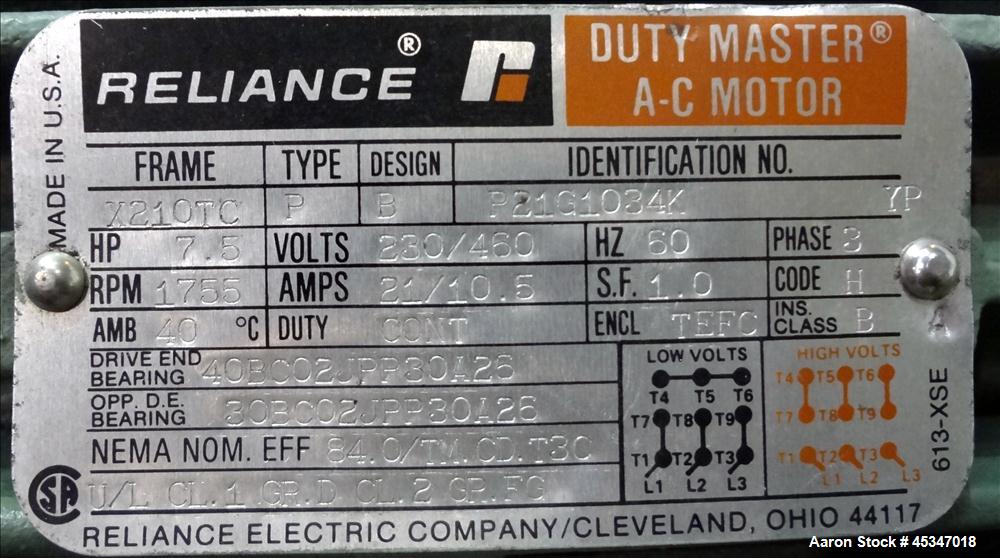 MADE IN U.S.A.
RELIANCE®
DUTY MASTER®
A-C MOTOR
FRAME TYPE DESIGN IDENTIFICATION NO.
X210TC P B P21G1034K YP
HP 7.5 VOLTS 230/460 HZ 60 PHASE 3
RPM 1755 AMPS 21/10.5 S.F. 1.0 CODE H
AMB 40 °C DUTY CONT ENCL TEFC INS. CLASS B A
DRIVE END BEARING 40BC02JPP30A26
OPP. D.E. BEARING 30BC02JPP30A26
NEMA NOM. EFF 84.0/TM.CD.T3C
U/L CL.1 GR.D CL.2 GP.FG
SA
LOW VOLTS
T4 T5 T6
T7 T8 T9
T1 T2 T3
L1 L2 L3
HIGH VOLTS
T4 T5 T6
T7 T8 T9
T1 T2 T3
L1 L2 L3
613-XSE
RELIANCE ELECTRIC COMPANY/CLEVELAND, OHIO 44117
Aaron Stock # 45347018